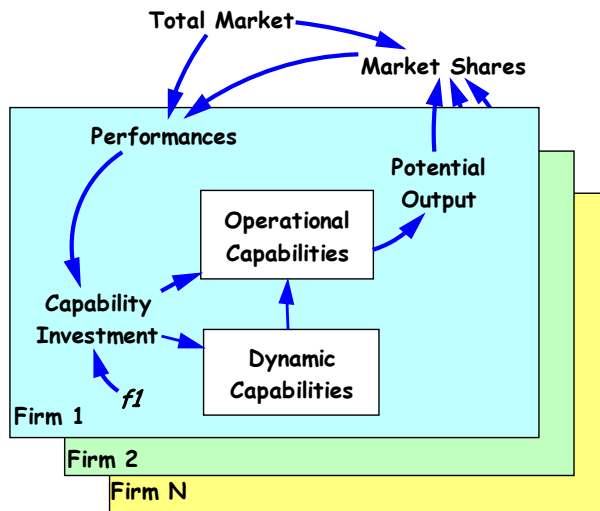 Total Market
Market Shares
Performances
Potential
Output
Operational
Capabilities
Capability
Investment
Dynamic
Capabilities
f1
Firm 1
Firm 2
Firm N